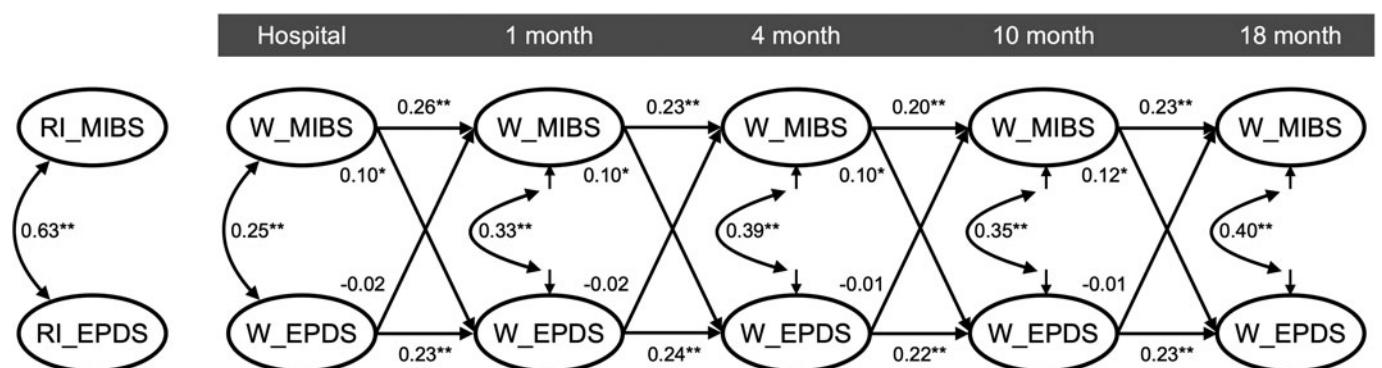 Hospital 1 month 4 month 10 month 18 month
0.26** 0.23** 0.20** 0.23**
RI_MIBS W_MIBS W_MIBS W_MIBS W_MIBS W_MIBS
0.10* 0.10* 0.10* 0.12*
0.63** 0.25** 0.33** 0.39** 0.35** 0.40**
-0.02 -0.02 -0.01 -0.01
RI_EPDS W_EPDS W_EPDS W_EPDS W_EPDS W_EPDS
0.23** 0.24** 0.22** 0.23**